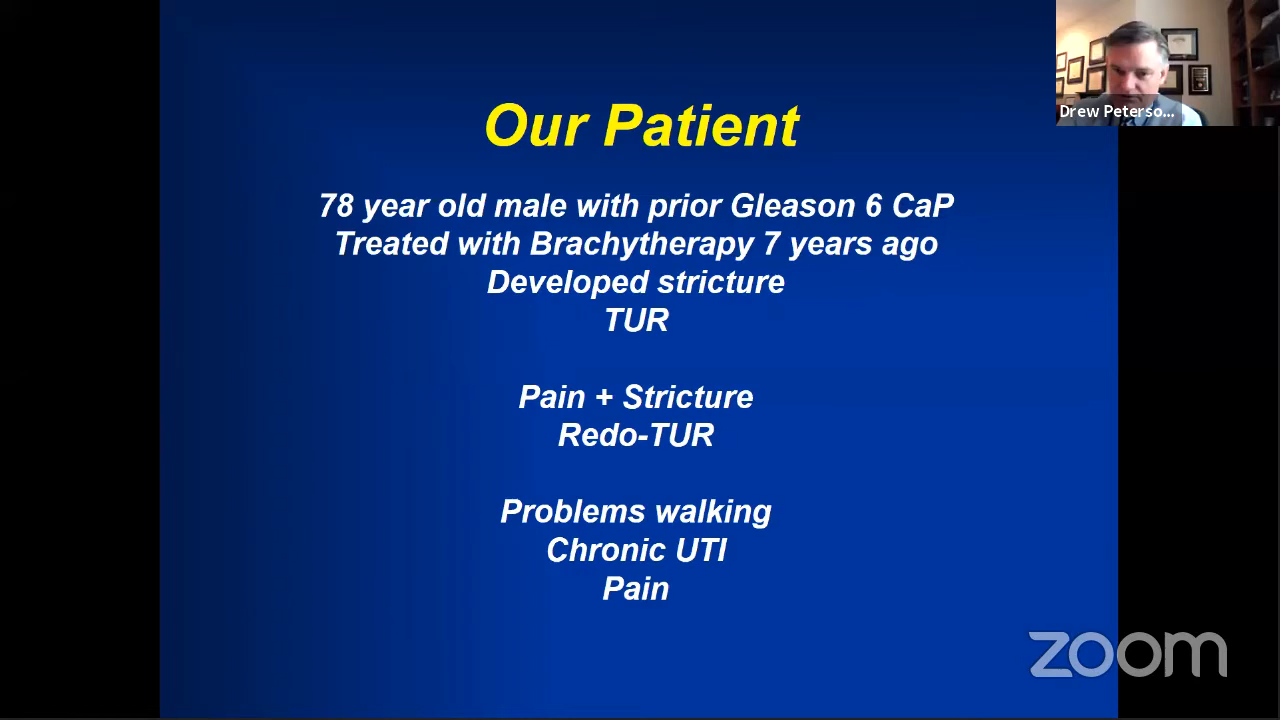 Our Patient
78 year old male with prior Gleason 6 CaP
Treated with Brachytherapy 7 years ago
Developed stricture
TUR
Pain + Stricture
Redo-TUR
Problems walking
Chronic UTI
Pain
Drew Peterso...
zoom